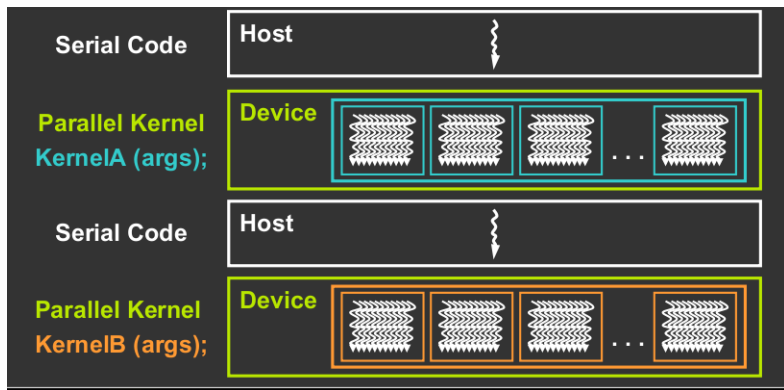 Serial Code
Host
Parallel Kernel
KernelA (args);
Device
. . .
Serial Code
Host
Parallel Kernel
KernelB (args);
Device
. . .